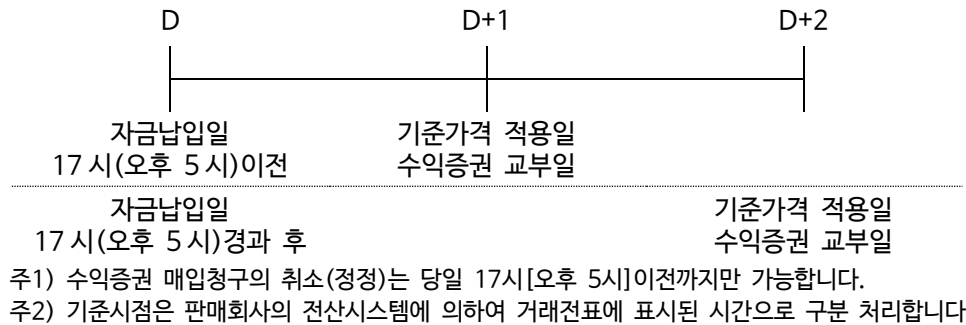 D D+1 D+2
자금납입일 기준가격 적용일
17시(오후 5시)이전 수익증권 교부일
자금납입일 기준가격 적용일
17시(오후 5시)경과 후 수익증권 교부일
주1) 수익증권 매입청구의 취소(정정)는 당일 17시[오후 5시]이전까지만 가능합니다.
주2) 기준시점은 판매회사의 전산시스템에 의하여 거래전표에 표시된 시간으로 구분 처리합니다